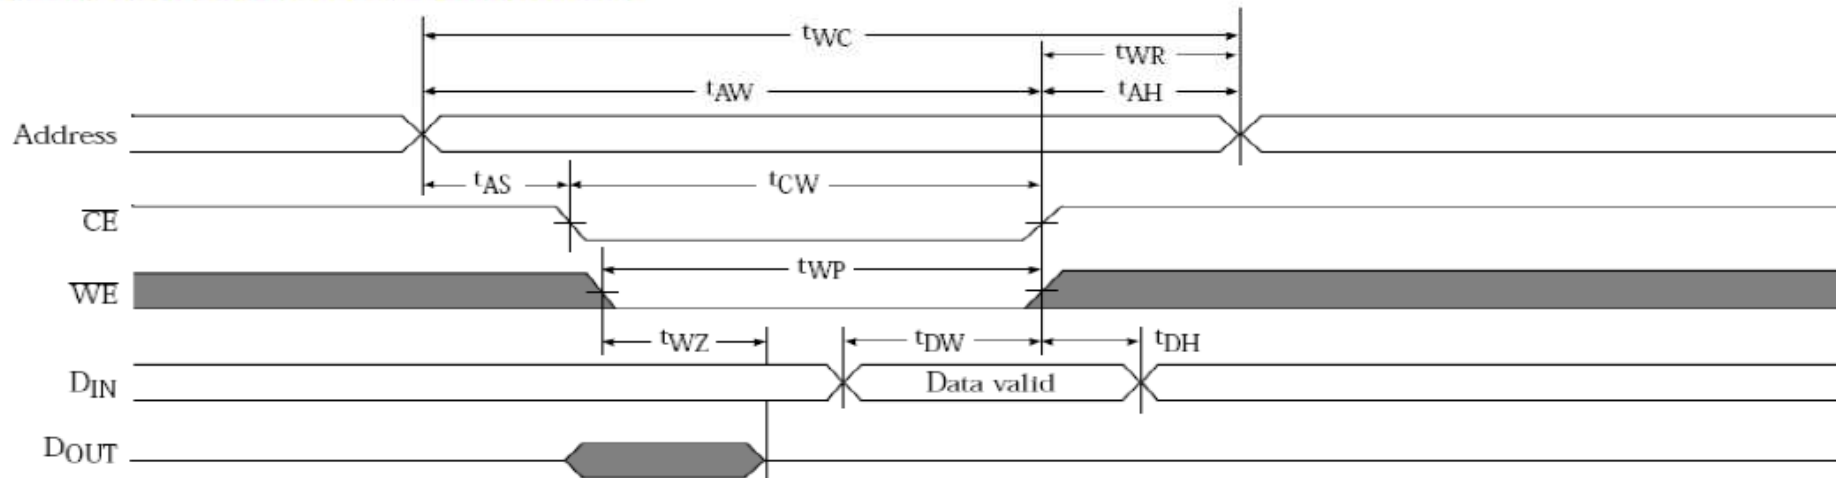 tWC
tWR
tAW
tAH
Address
tAS
tCW
CE
tWP
WE
tWZ
tDW
tDH
DIN
Data valid
DOUT